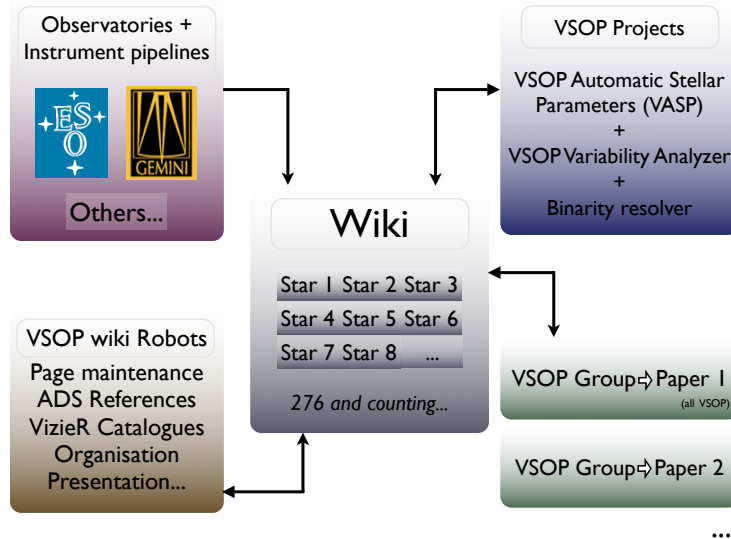 Observatories +
Instrument pipelines
ESO
GEMINI
Others...
VSOP Projects
VSOP Automatic Stellar
Parameters (VASP)
+
VSOP Variability Analyzer
+
Binarity resolver
Wiki
Star 1 Star 2 Star 3
Star 4 Star 5 Star 6
Star 7 Star 8 ...
276 and counting...
VSOP wiki Robots
Page maintenance
ADS References
VizieR Catalogues
Organisation
Presentation...
VSOP Group⇨Paper 1
(all VSOP)
VSOP Group⇨Paper 2
...